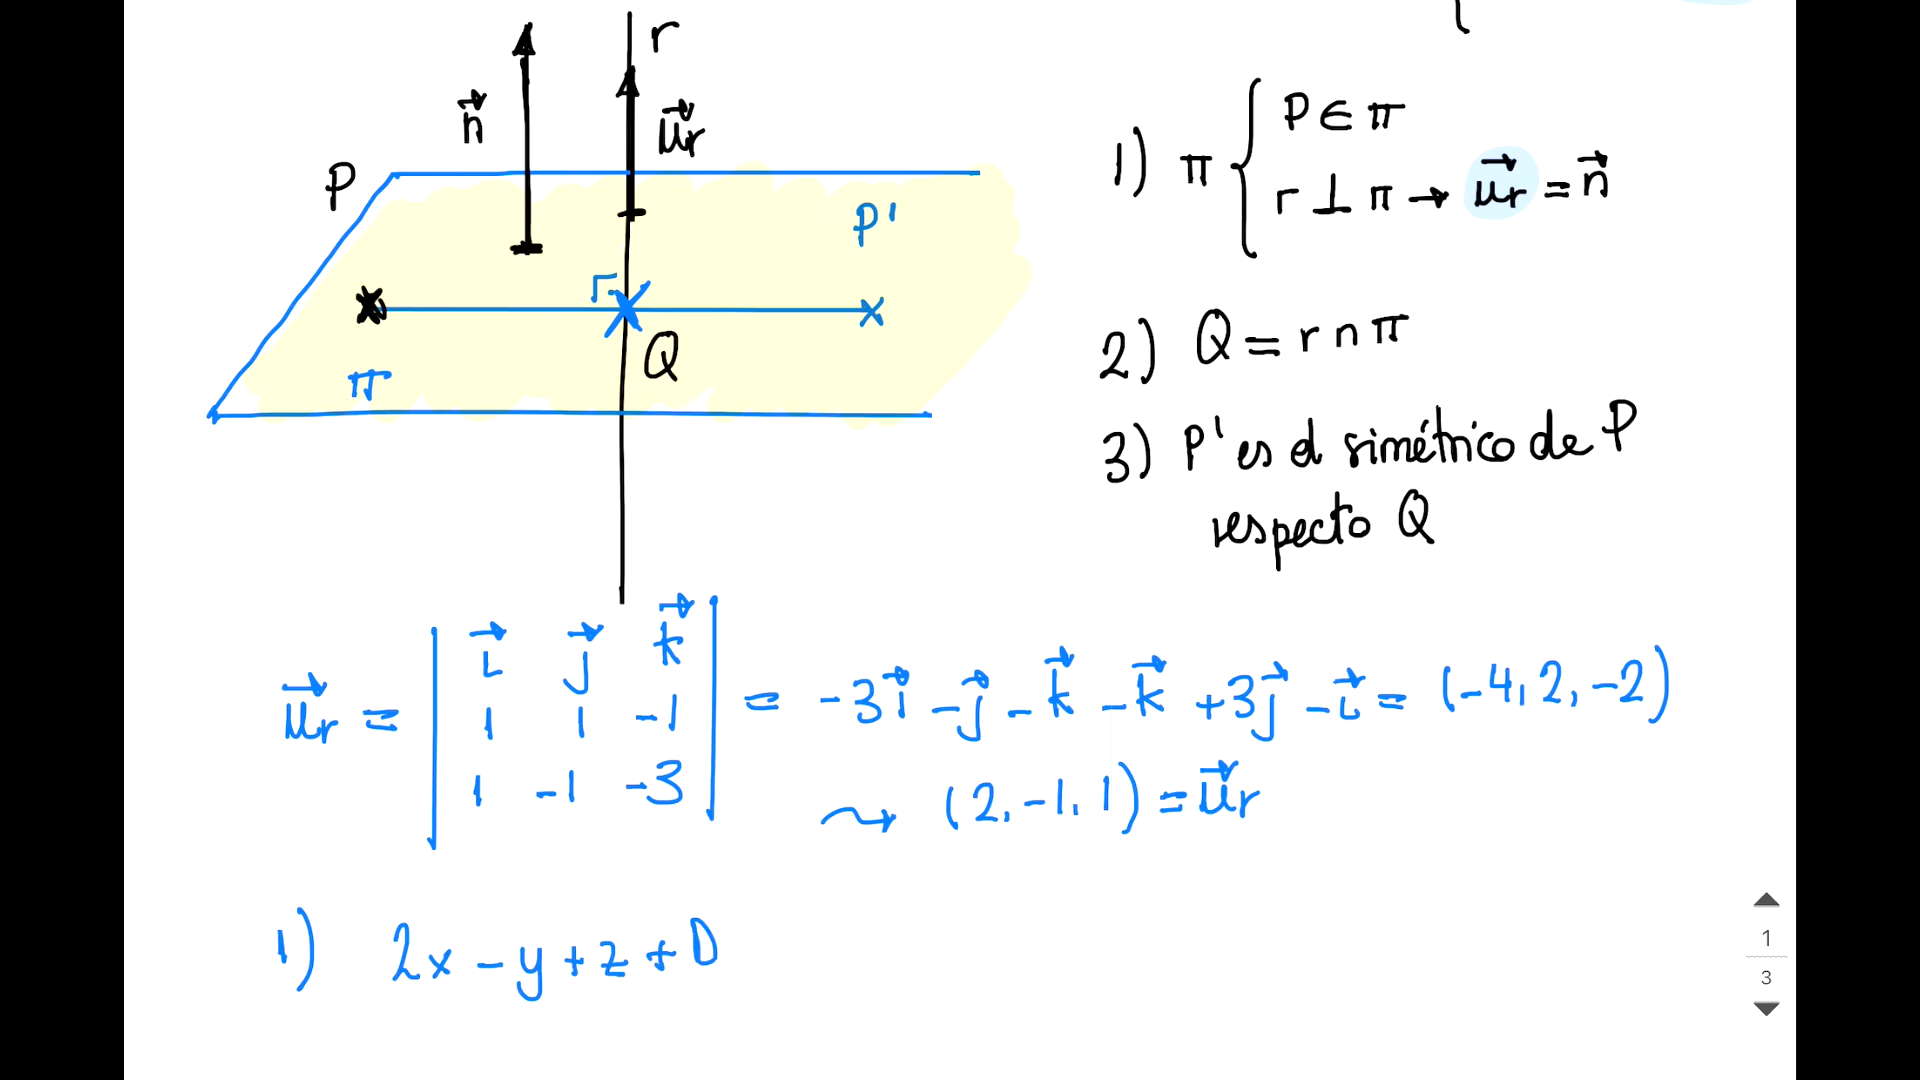 r
n⃗
u⃗r
P
P'
π
Q
1) π { P ∈ π
r ⊥ π → u⃗r = n⃗
2) Q = r ∩ π
3) P' es el simétrico de P
respecto Q
u⃗r = | i⃗ j⃗ k⃗ | = -3i⃗ - j⃗ - k⃗ - k⃗ + 3j⃗ - i⃗ = (-4, 2, -2)
1 1 -1
1 -1 -3
⤳ (2, -1, 1) = u⃗r
1) 2x - y + z + D
1
3